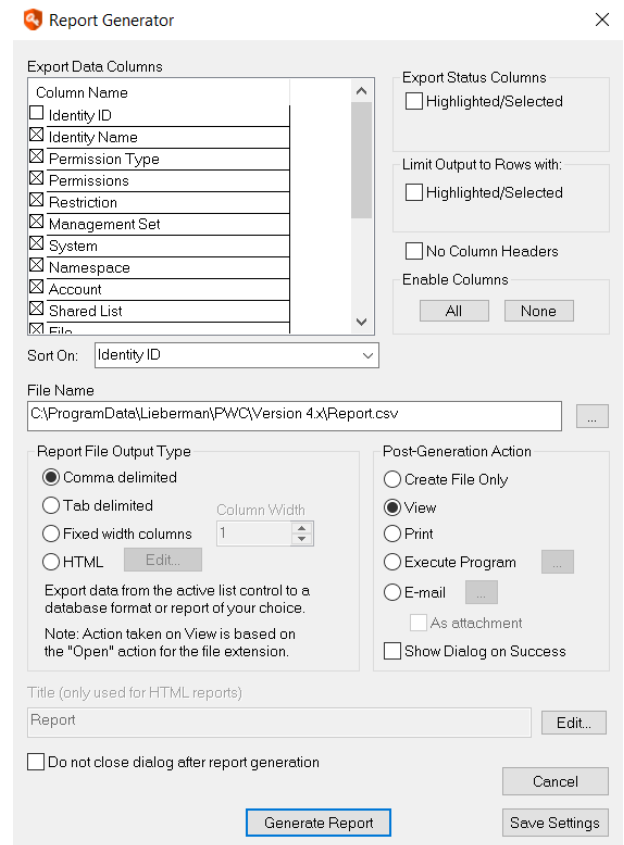 Report Generator
Export Data Columns
Column Name
Identity ID
Identity Name
Permission Type
Permissions
Restriction
Management Set
System
Namespace
Account
Shared List
File
Export Status Columns
Highlighted/Selected
Limit Output to Rows with:
Highlighted/Selected
No Column Headers
Enable Columns
All
None
Sort On:
Identity ID
File Name
C:\ProgramData\Lieberman\PWC\Version 4.x\Report.csv
...
Report File Output Type
Comma delimited
Tab delimited
Column Width
Fixed width columns
1
HTML
Edit...
Export data from the active list control to a
database format or report of your choice.
Note: Action taken on View is based on
the "Open" action for the file extension.
Post-Generation Action
Create File Only
View
Print
Execute Program
...
E-mail
...
As attachment
Show Dialog on Success
Title (only used for HTML reports)
Report
Edit...
Do not close dialog after report generation
Cancel
Generate Report
Save Settings